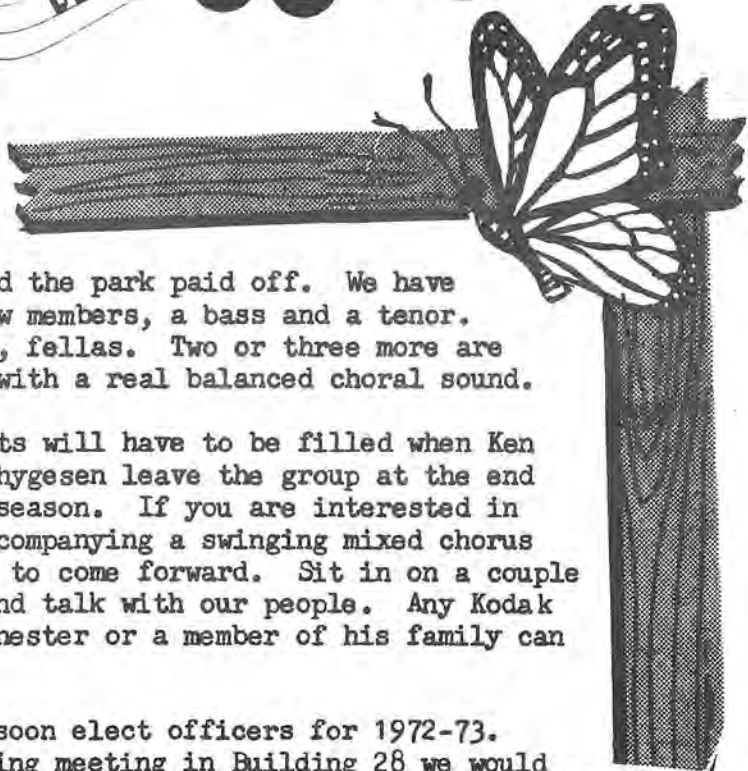 d the park paid off. We have
w members, a bass and a tenor.
, fellas. Two or three more are
with a real balanced choral sound.
ts will have to be filled when Ken
hygesen leave the group at the end
season. If you are interested in
companying a swinging mixed chorus
to come forward. Sit in on a couple
nd talk with our people. Any Kodak
hester or a member of his family can
soon elect officers for 1972-73.
ing meeting in Building 28 we would